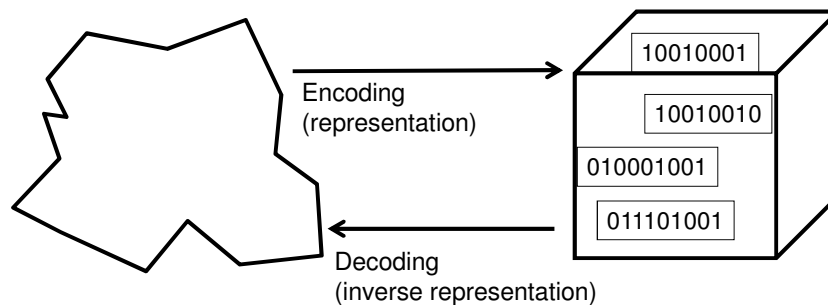 Encoding
(representation)
10010001
10010010
010001001
011101001
Decoding
(inverse representation)